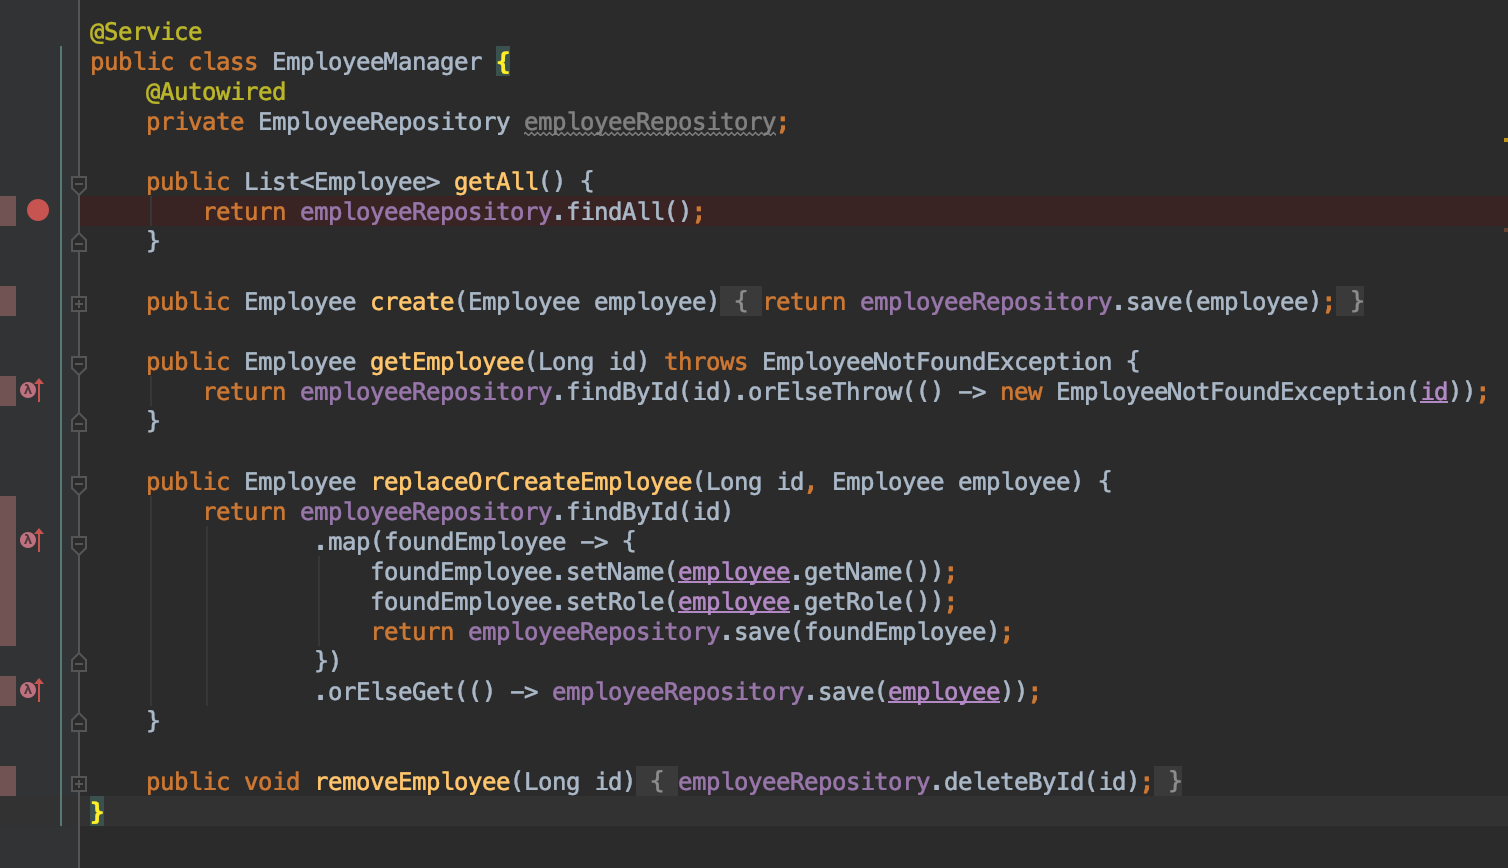 @Service
public class EmployeeManager {
@Autowired
private EmployeeRepository employeeRepository;
public List<Employee> getAll() {
return employeeRepository.findAll();
}
public Employee create(Employee employee) { return employeeRepository.save(employee); }
public Employee getEmployee(Long id) throws EmployeeNotFoundException {
return employeeRepository.findById(id).orElseThrow(() -> new EmployeeNotFoundException(id));
}
public Employee replaceOrCreateEmployee(Long id, Employee employee) {
return employeeRepository.findById(id)
.map(foundEmployee -> {
foundEmployee.setName(employee.getName());
foundEmployee.setRole(employee.getRole());
return employeeRepository.save(foundEmployee);
})
.orElseGet(() -> employeeRepository.save(employee));
}
public void removeEmployee(Long id) { employeeRepository.deleteById(id); }
}